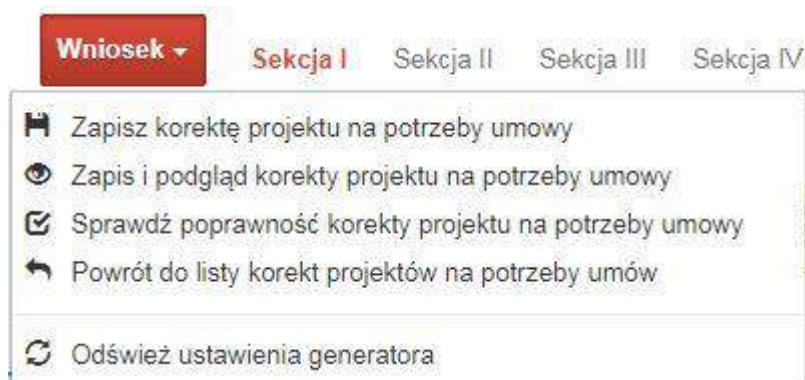 Wniosek Sekcja I Sekcja II Sekcja III Sekcja IV
Zapisz korektę projektu na potrzeby umowy
Zapis i podgląd korekty projektu na potrzeby umowy
Sprawdź poprawność korekty projektu na potrzeby umowy
Powrót do listy korekt projektów na potrzeby umów
Odśwież ustawienia generatora